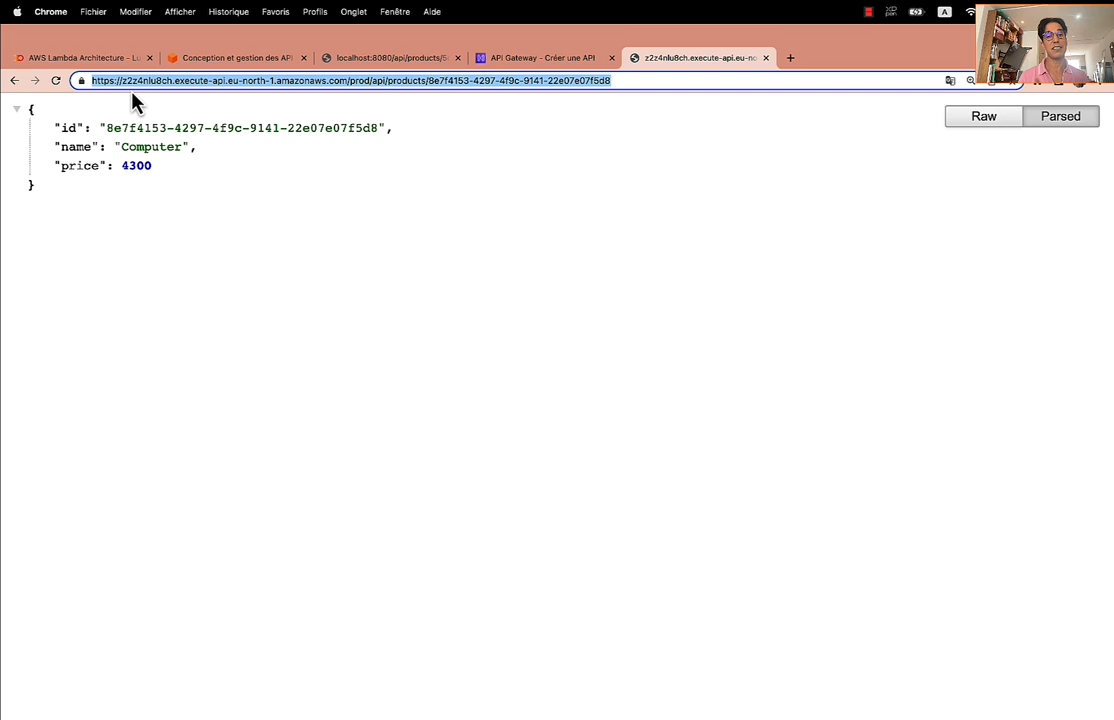 Chrome Fichier Modifier Afficher Historique Favoris Profils Onglet Fenêtre Aide
XP pen A
AWS Lambda Architecture - Lu
Conception et gestion des API
localhost:8080/api/products/5
API Gateway - Créer une API
z2z4nlu8ch.execute-api.eu-no
https://z2z4nlu8ch.execute-api.eu-north-1.amazonaws.com/prod/api/products/8e7f4153-4297-4f9c-9141-22e07e07f5d8
Raw Parsed
{
"id": "8e7f4153-4297-4f9c-9141-22e07e07f5d8",
"name": "Computer",
"price": 4300
}